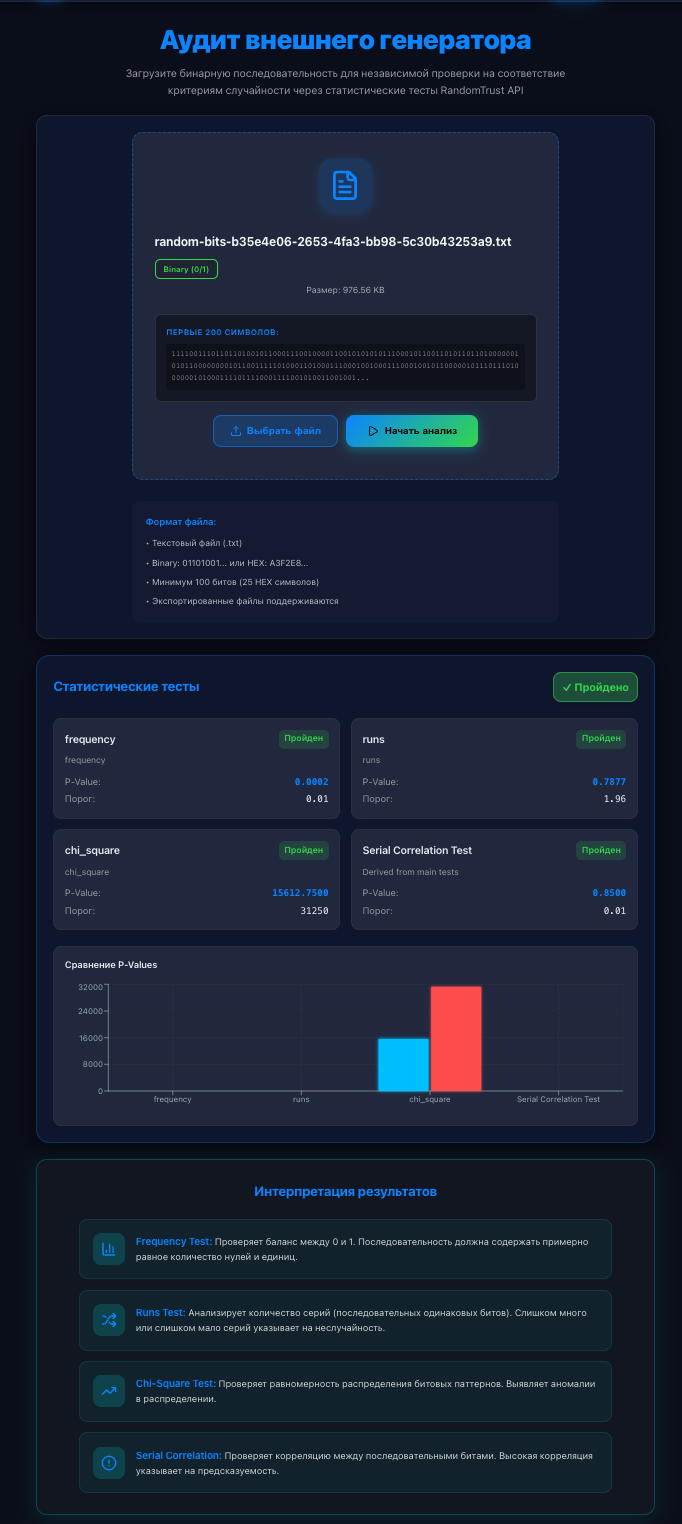 Аудит внешнего генератора
Загрузите бинарную последовательность для независимой проверки на соответствие
критериям случайности через статистические тесты RandomTrust API
random-bits-b35e4e06-2653-4fa3-bb98-5c30b43253a9.txt
Binary (0/1)
Размер: 976.56 KB
ПЕРВЫЕ 200 СИМВОЛОВ:
Выбрать файл
Начать анализ
Формат файла:
• Текстовый файл (.txt)
• Binary: 01101001... или HEX: A3F2E8...
• Минимум 100 битов (25 HEX символов)
• Экспортированные файлы поддерживаются
Статистические тесты
✓ Пройдено
frequency
Пройден
frequency
P-Value: 0.0002
Порог: 0.01
runs
Пройден
runs
P-Value: 0.7877
Порог: 1.96
chi_square
Пройден
chi_square
P-Value: 15612.7500
Порог: 31250
Serial Correlation Test
Пройден
Derived from main tests
P-Value: 0.8500
Порог: 0.01
Сравнение P-Values
32000
24000
16000
8000
0
frequency
runs
chi_square
Serial Correlation Test
Интерпретация результатов
Frequency Test: Проверяет баланс между 0 и 1. Последовательность должна содержать примерно
равное количество нулей и единиц.
Runs Test: Анализирует количество серий (последовательных одинаковых битов). Слишком много
или слишком мало серий указывает на неслучайность.
Chi-Square Test: Проверяет равномерность распределения битовых паттернов. Выявляет аномалии
в распределении.
Serial Correlation: Проверяет корреляцию между последовательными битами. Высокая корреляция
указывает на предсказуемость.